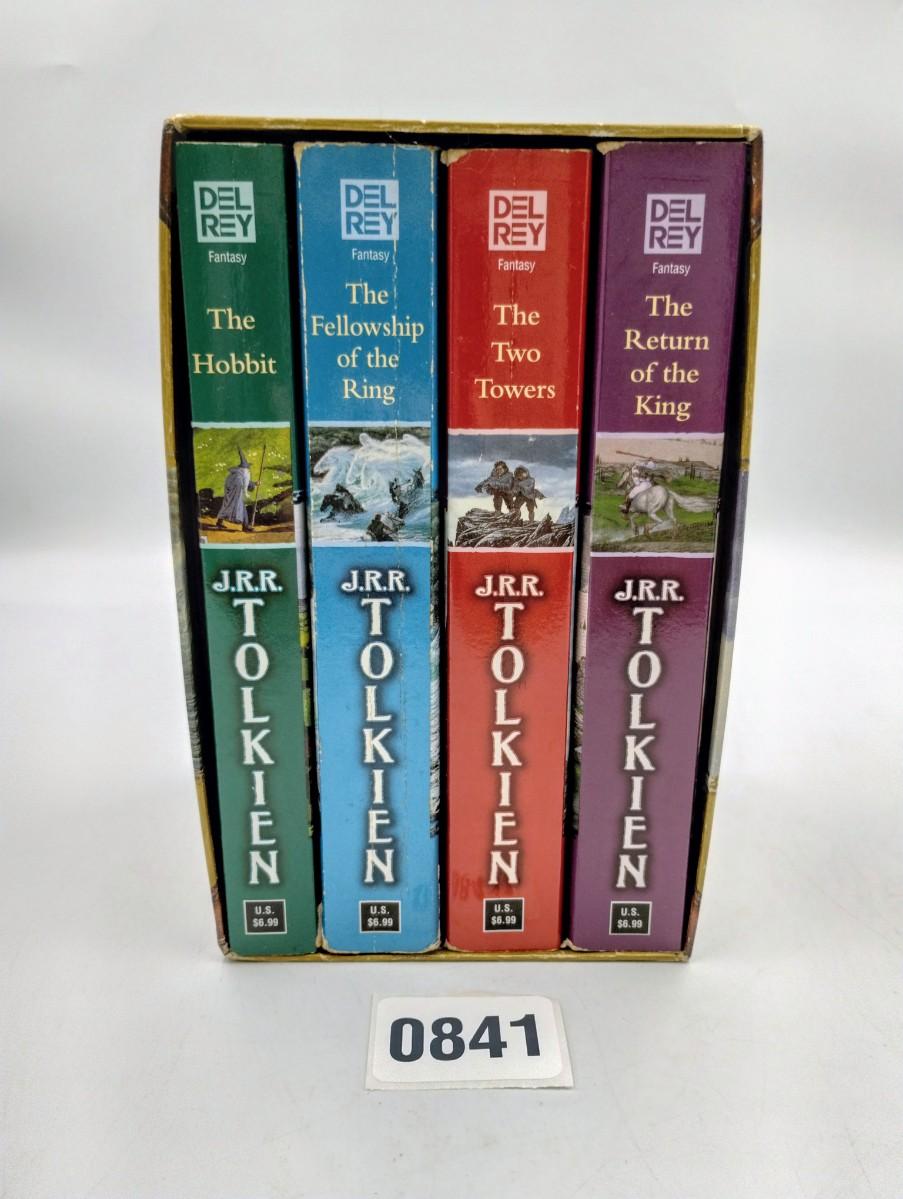 DEL
REY
Fantasy
The
Hobbit
J.R.R.
TOLKIEN
U.S.
$6.99
DEL
REY
Fantasy
The
Fellowship
of the
Ring
J.R.R.
TOLKIEN
U.S.
$6.99
DEL
REY
Fantasy
The
Two
Towers
J.R.R.
TOLKIEN
U.S.
$6.99
DEL
REY
Fantasy
The
Return
of the
King
J.R.R.
TOLKIEN
U.S.
$6.99
0841